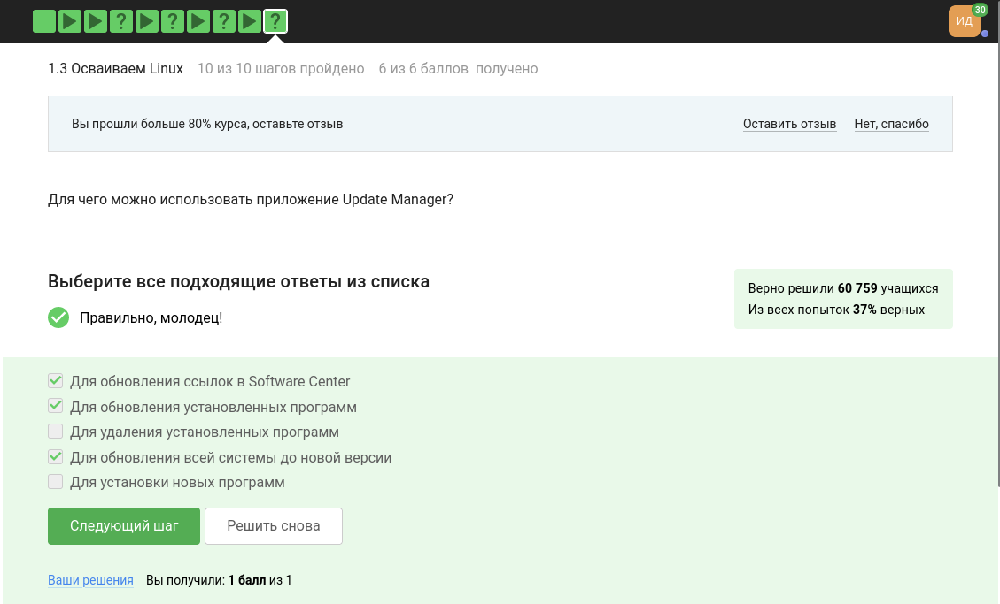 ? ? ? ?
30
ИД
1.3 Осваиваем Linux 10 из 10 шагов пройдено 6 из 6 баллов получено
Вы прошли больше 80% курса, оставьте отзыв Оставить отзыв Нет, спасибо
Для чего можно использовать приложение Update Manager?
Выберите все подходящие ответы из списка
Правильно, молодец!
Верно решили 60 759 учащихся
Из всех попыток 37% верных
Для обновления ссылок в Software Center
Для обновления установленных программ
Для удаления установленных программ
Для обновления всей системы до новой версии
Для установки новых программ
Следующий шаг Решить снова
Ваши решения Вы получили: 1 балл из 1